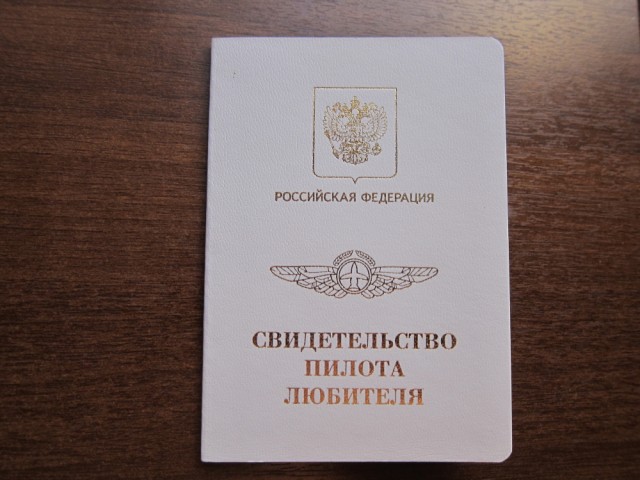 РОССИЙСКАЯ ФЕДЕРАЦИЯ
СВИДЕТЕЛЬСТВО
ПИЛОТА
ЛЮБИТЕЛЯ